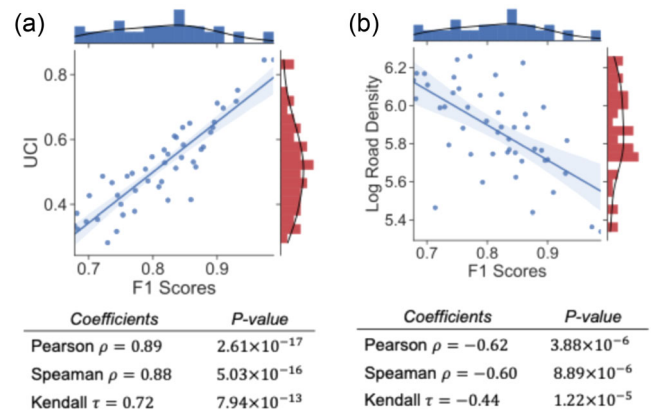 (a)
UCI
0.8
0.6
0.4
0.7 0.8 0.9
F1 Scores
Coefficients P-value
Pearson ρ = 0.89 2.61×10⁻¹⁷
Speaman ρ = 0.88 5.03×10⁻¹⁶
Kendall τ = 0.72 7.94×10⁻¹³
(b)
Log Road Density
6.2
6.0
5.8
5.6
5.4
0.7 0.8 0.9
F1 Scores
Coefficients P-value
Pearson ρ = −0.62 3.88×10⁻⁶
Speaman ρ = −0.60 8.89×10⁻⁶
Kendall τ = −0.44 1.22×10⁻⁵